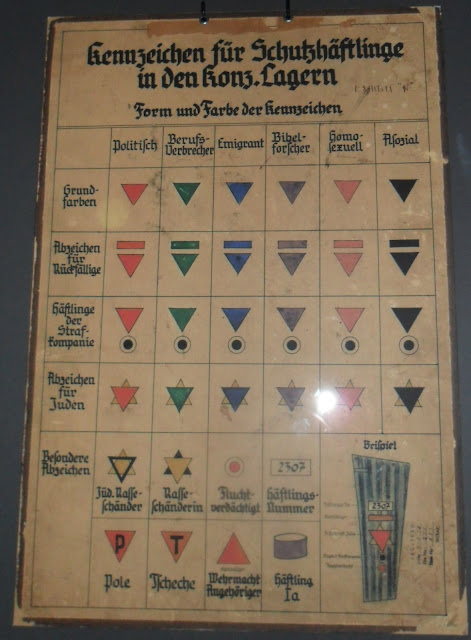 Kennzeichen für Schutzhäftlinge
in den Konz.Lagern
Form und Farbe der Kennzeichen
Politisch
Berufs-
Verbrecher
Emigrant
Bibel-
forscher
Homo-
sexuell
Asozial
Grund-
farben
Abzeichen
für
Rückfällige
Häftlinge
der
Straf-
kompanie
Abzeichen
für
Juden
Besondere
Abzeichen
Jüd. Rasse-
schänder
Rasse-
schänderin
Flucht-
verdächtigt
2307
Häftlings-
Nummer
P
Pole
T
Tscheche
Wehrmacht
Angehöriger
Häftling
Ia
Beispiel
2307